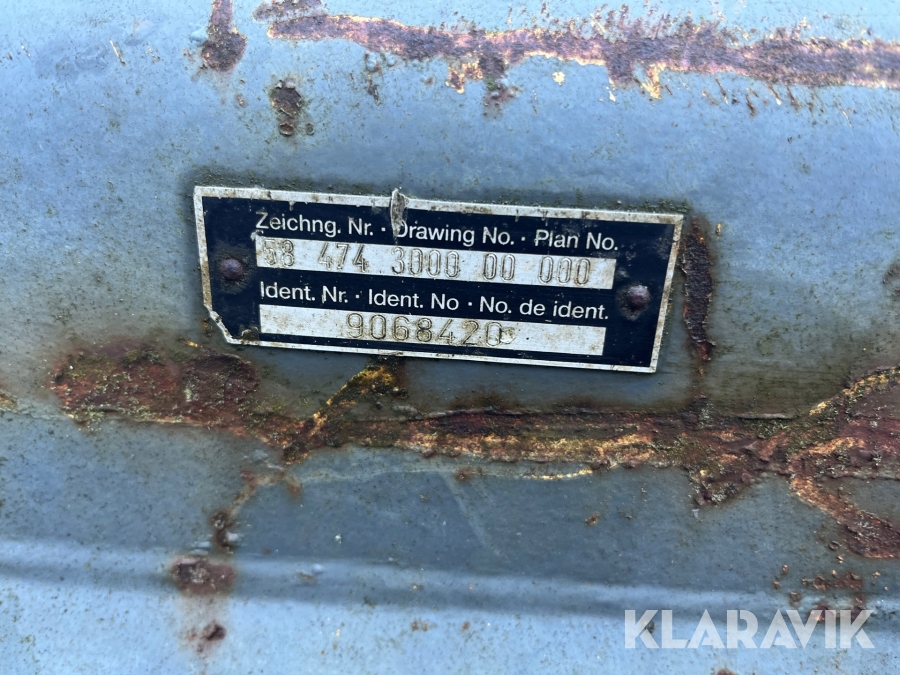 Zeichng. Nr. · Drawing No. · Plan No.
58 474 3000 00 000
Ident. Nr. · Ident. No · No. de ident.
9068420
KLARAVIK